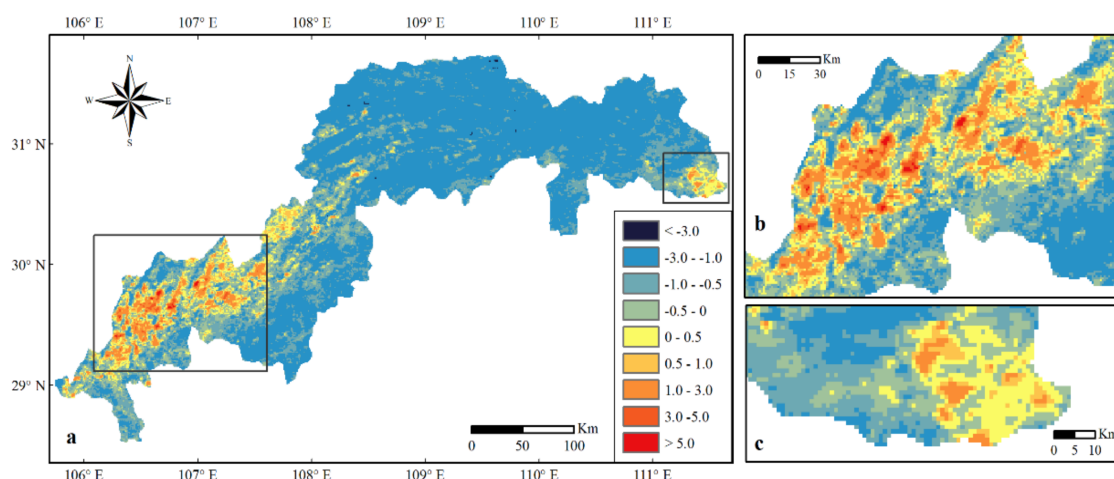 106° E 107° E 108° E 109° E 110° E 111° E
N
W E
S
31° N
30° N
29° N
< -3.0
-3.0 - -1.0
-1.0 - -0.5
-0.5 - 0
0 - 0.5
0.5 - 1.0
1.0 - 3.0
3.0 -5.0
> 5.0
Km
0 50 100
a
106° E 107° E 108° E 109° E 110° E 111° E
Km
0 15 30
b
c
Km
0 5 10